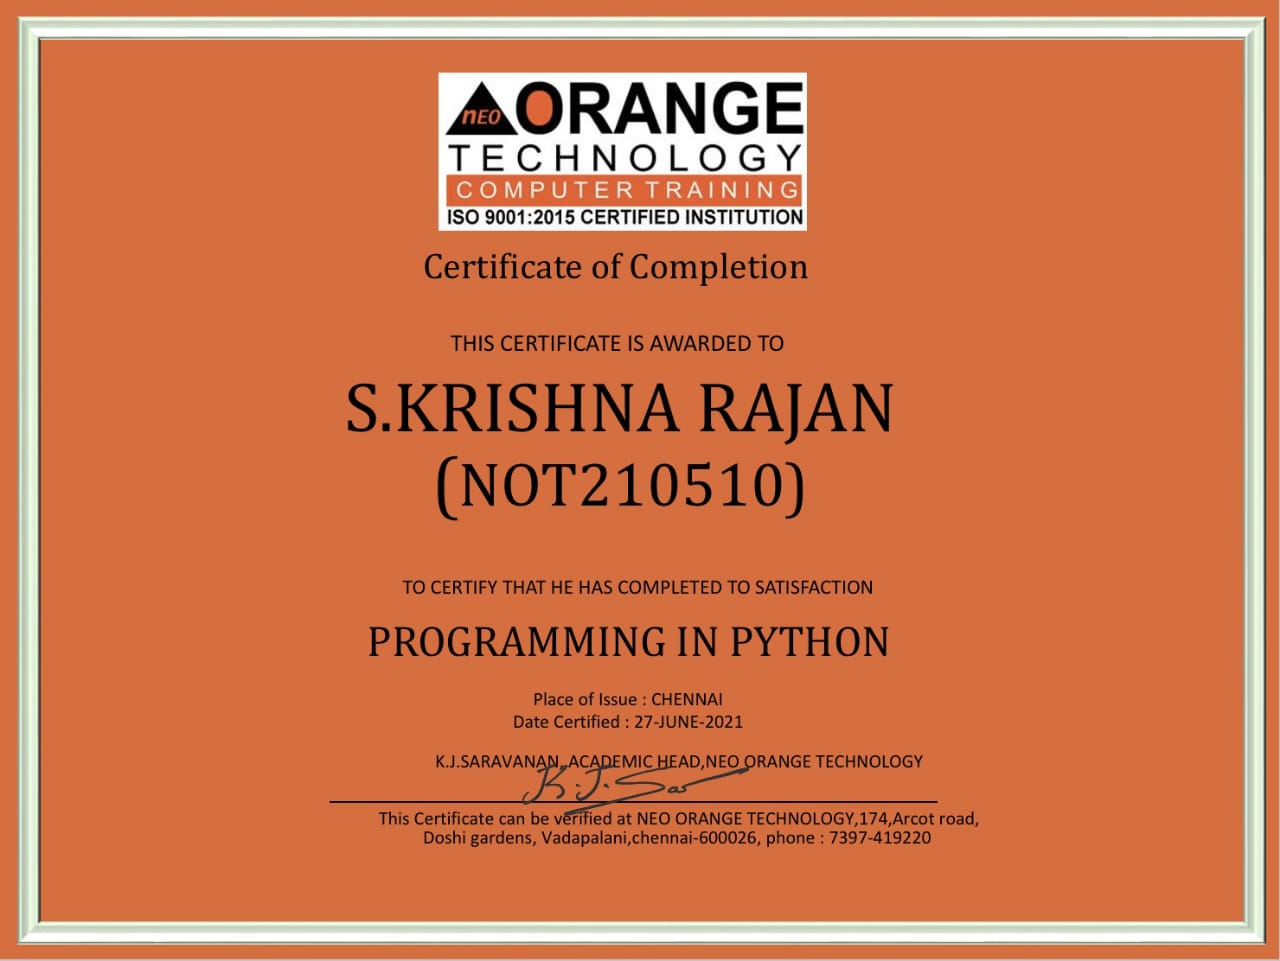 nEO ORANGE
TECHNOLOGY
COMPUTER TRAINING
ISO 9001:2015 CERTIFIED INSTITUTION
Certificate of Completion
THIS CERTIFICATE IS AWARDED TO
S.KRISHNA RAJAN
(NOT210510)
TO CERTIFY THAT HE HAS COMPLETED TO SATISFACTION
PROGRAMMING IN PYTHON
Place of Issue : CHENNAI
Date Certified : 27-JUNE-2021
K.J.SARAVANAN, ACADEMIC HEAD,NEO ORANGE TECHNOLOGY
K.J.Sar
This Certificate can be verified at NEO ORANGE TECHNOLOGY,174,Arcot road,
Doshi gardens, Vadapalani,chennai-600026, phone : 7397-419220